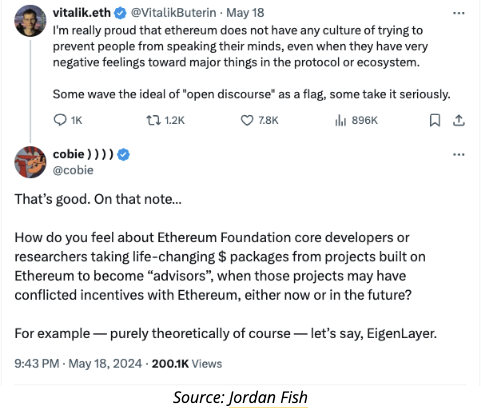 vitalik.eth @VitalikButerin · May 18 ...
I'm really proud that ethereum does not have any culture of trying to
prevent people from speaking their minds, even when they have very
negative feelings toward major things in the protocol or ecosystem.
Some wave the ideal of "open discourse" as a flag, some take it seriously.
1K 1.2K 7.8K 896K
cobie ) ) ) ) ...
@cobie
That's good. On that note...
How do you feel about Ethereum Foundation core developers or
researchers taking life-changing $ packages from projects built on
Ethereum to become “advisors”, when those projects may have
conflicted incentives with Ethereum, either now or in the future?
For example — purely theoretically of course — let's say, EigenLayer.
9:43 PM · May 18, 2024 · 200.1K Views
Source: Jordan Fish